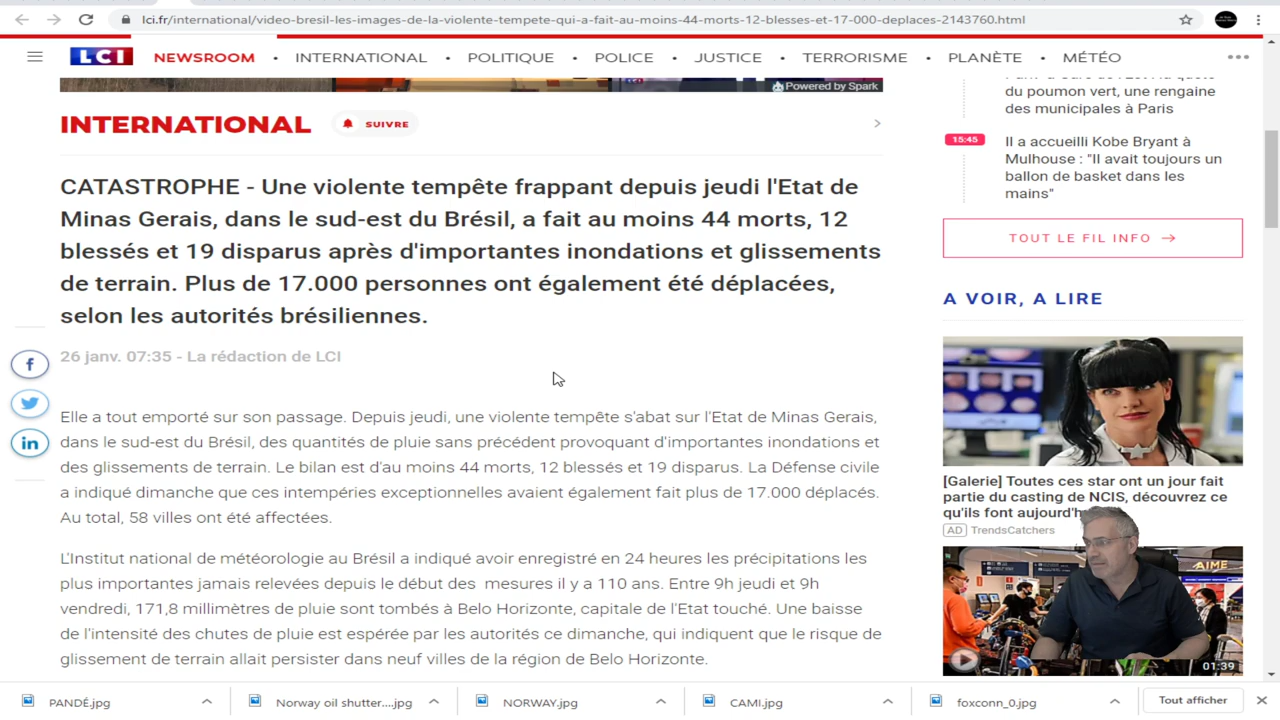 lci.fr/international/video-bresil-les-images-de-la-violente-tempete-qui-a-fait-au-moins-44-morts-12-blesses-et-17-000-deplaces-2143760.html
LCI NEWSROOM • INTERNATIONAL • POLITIQUE • POLICE • JUSTICE • TERRORISME • PLANÈTE • MÉTÉO
Powered by Spark
INTERNATIONAL SUIVRE
CATASTROPHE - Une violente tempête frappant depuis jeudi l'Etat de
Minas Gerais, dans le sud-est du Brésil, a fait au moins 44 morts, 12
blessés et 19 disparus après d'importantes inondations et glissements
de terrain. Plus de 17.000 personnes ont également été déplacées,
selon les autorités brésiliennes.
26 janv. 07:35 - La rédaction de LCI
Elle a tout emporté sur son passage. Depuis jeudi, une violente tempête s'abat sur l'Etat de Minas Gerais,
dans le sud-est du Brésil, des quantités de pluie sans précédent provoquant d'importantes inondations et
des glissements de terrain. Le bilan est d'au moins 44 morts, 12 blessés et 19 disparus. La Défense civile
a indiqué dimanche que ces intempéries exceptionnelles avaient également fait plus de 17.000 déplacés.
Au total, 58 villes ont été affectées.
L'Institut national de météorologie au Brésil a indiqué avoir enregistré en 24 heures les précipitations les
plus importantes jamais relevées depuis le début des mesures il y a 110 ans. Entre 9h jeudi et 9h
vendredi, 171,8 millimètres de pluie sont tombés à Belo Horizonte, capitale de l'Etat touché. Une baisse
de l'intensité des chutes de pluie est espérée par les autorités ce dimanche, qui indiquent que le risque de
glissement de terrain allait persister dans neuf villes de la région de Belo Horizonte.
du poumon vert, une rengaine
des municipales à Paris
15:45 Il a accueilli Kobe Bryant à
Mulhouse : "Il avait toujours un
ballon de basket dans les
mains"
TOUT LE FIL INFO →
A VOIR, A LIRE
[Galerie] Toutes ces star ont un jour fait
partie du casting de NCIS, découvrez ce
qu'ils font
AD TrendsCatchers
AIME
01:39
PANDÉ.jpg Norway oil shutter....jpg NORWAY.jpg CAMI.jpg foxconn_0.jpg Tout afficher